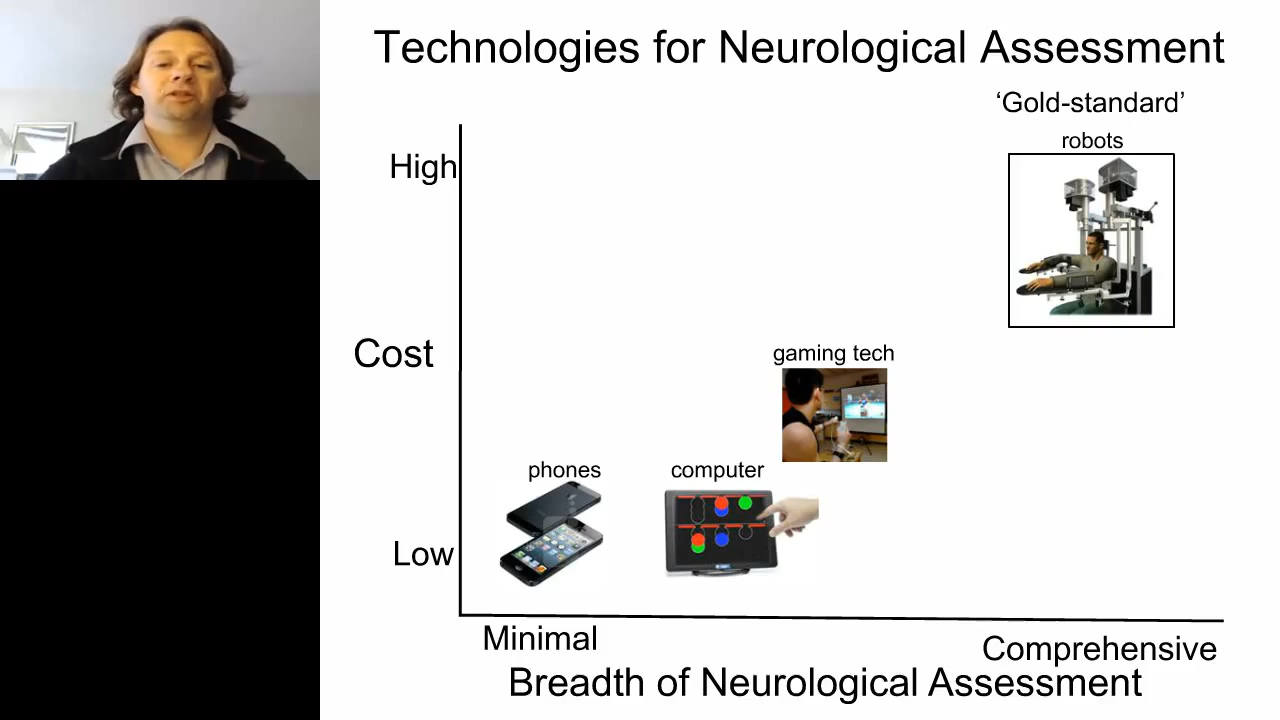 Technologies for Neurological Assessment
‘Gold-standard’
robots
High
Cost
gaming tech
phones
computer
Low
Minimal
Comprehensive
Breadth of Neurological Assessment